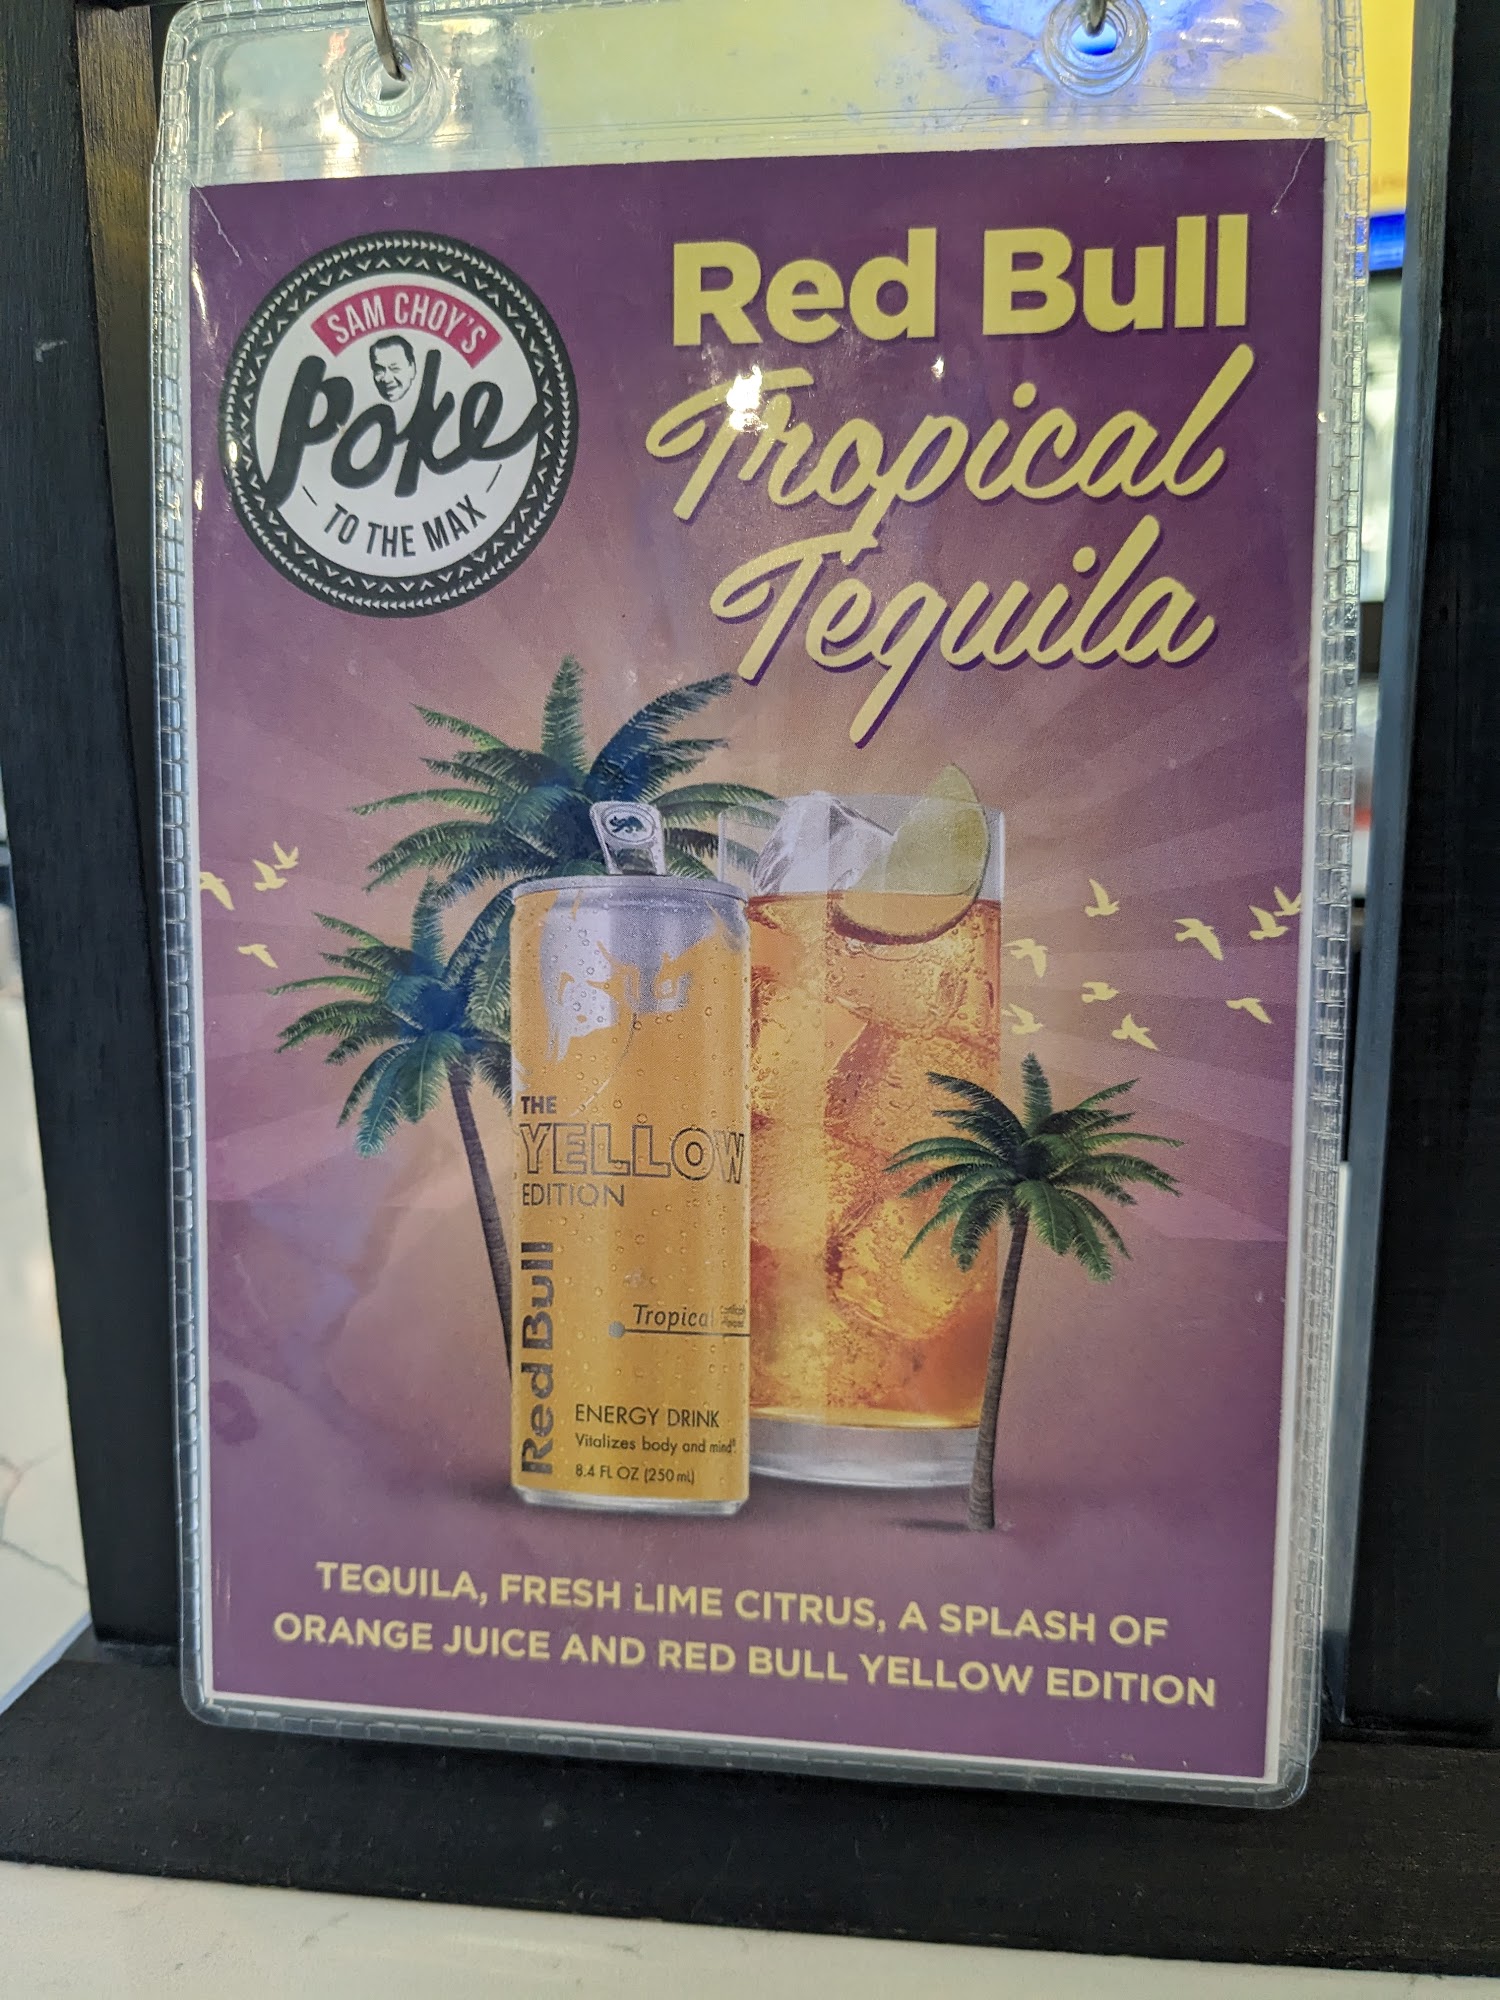 SAM CHOY'S
Poke
TO THE MAX
Red Bull
Tropical
Tequila
THE
YELLOW
EDITION
Red Bull
Tropical
ENERGY DRINK
Vitalizes body and mind®.
8.4 FL OZ (250 mL)
TEQUILA, FRESH LIME CITRUS, A SPLASH OF
ORANGE JUICE AND RED BULL YELLOW EDITION